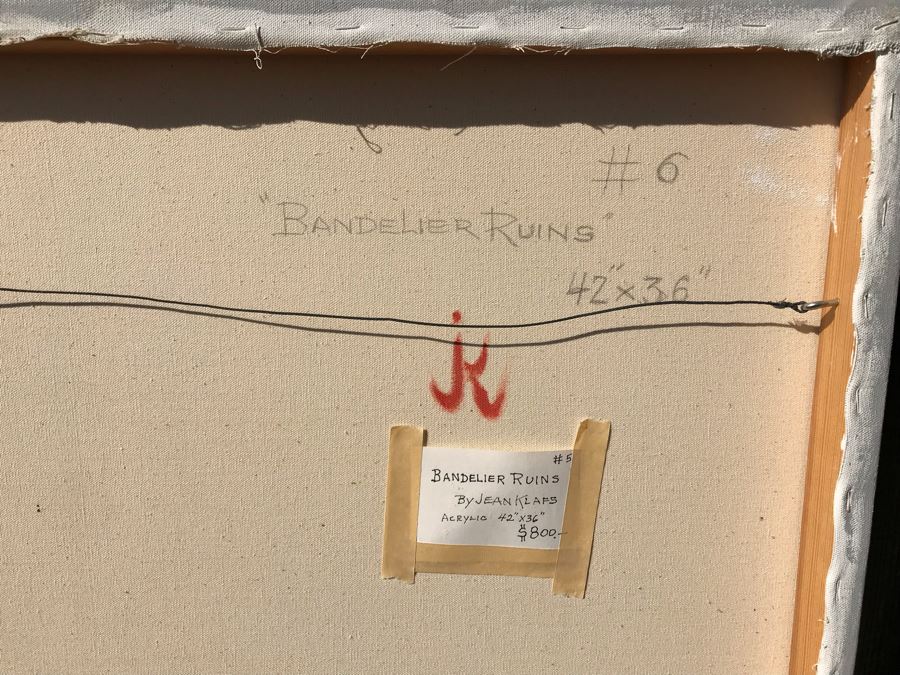 # 6
"BANDELIER RUINS"
42"x36"
jk
#5
BANDELIER RUINS
BY JEAN KLAFS
ACRYLIC 42"x36"
$800.-